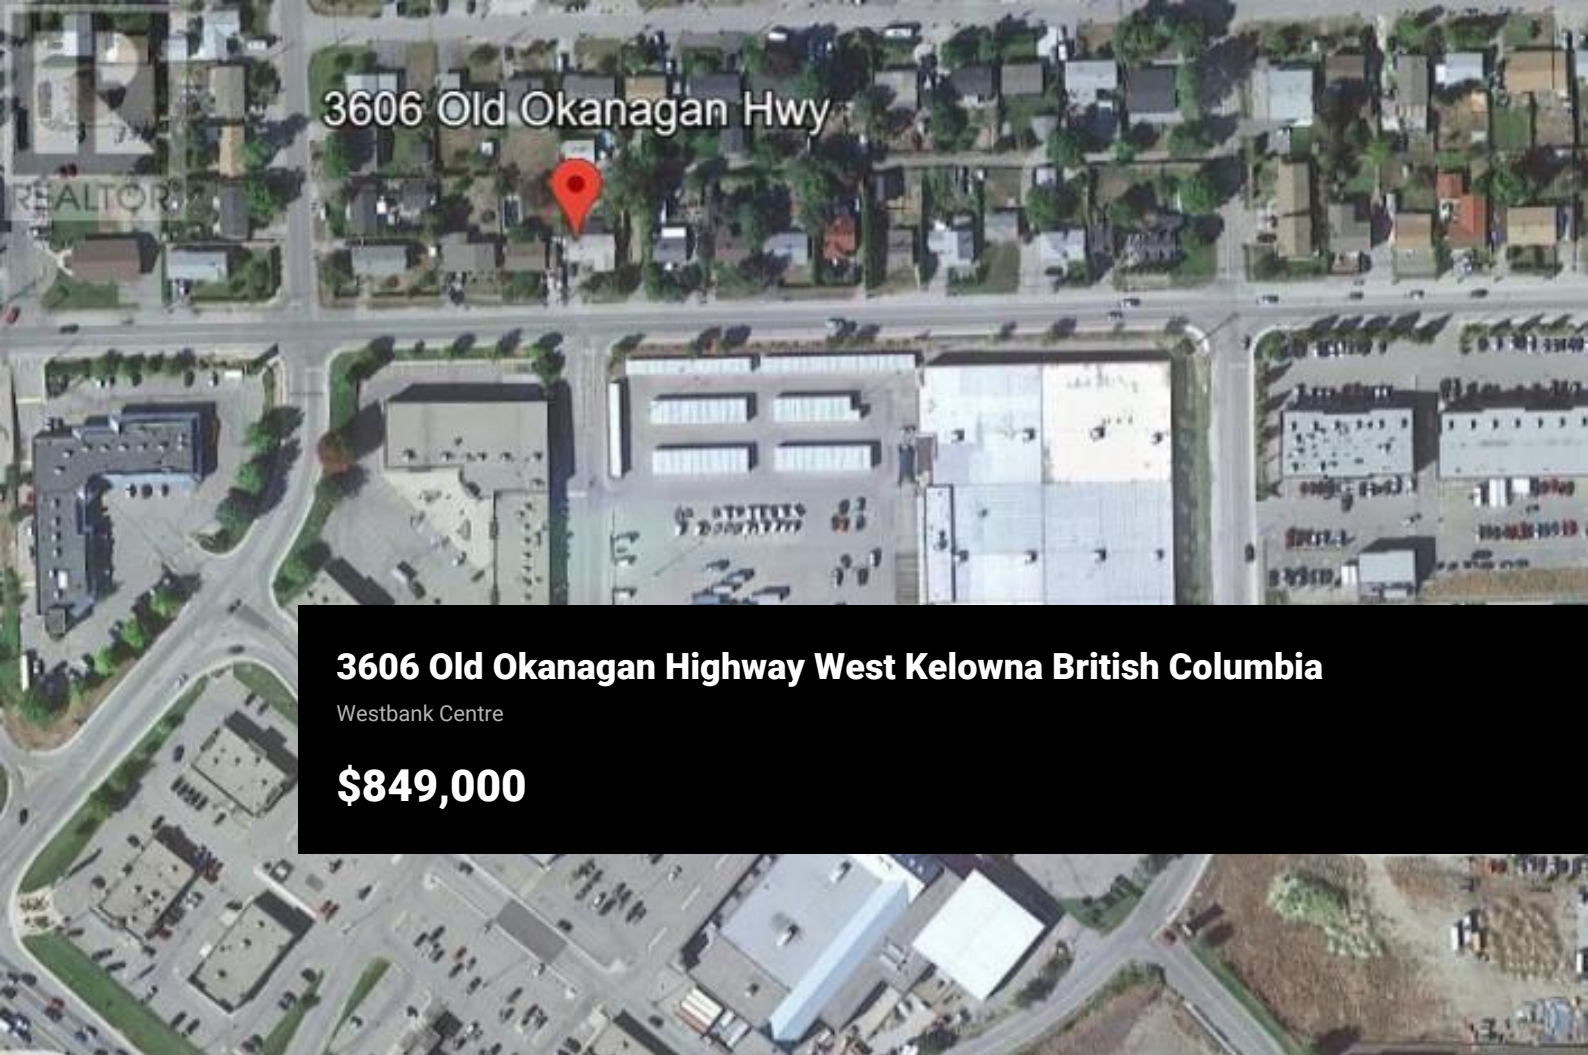 REALTOR
3606 Old Okanagan Hwy
3606 Old Okanagan Highway West Kelowna British Columbia
Westbank Centre
$849,000